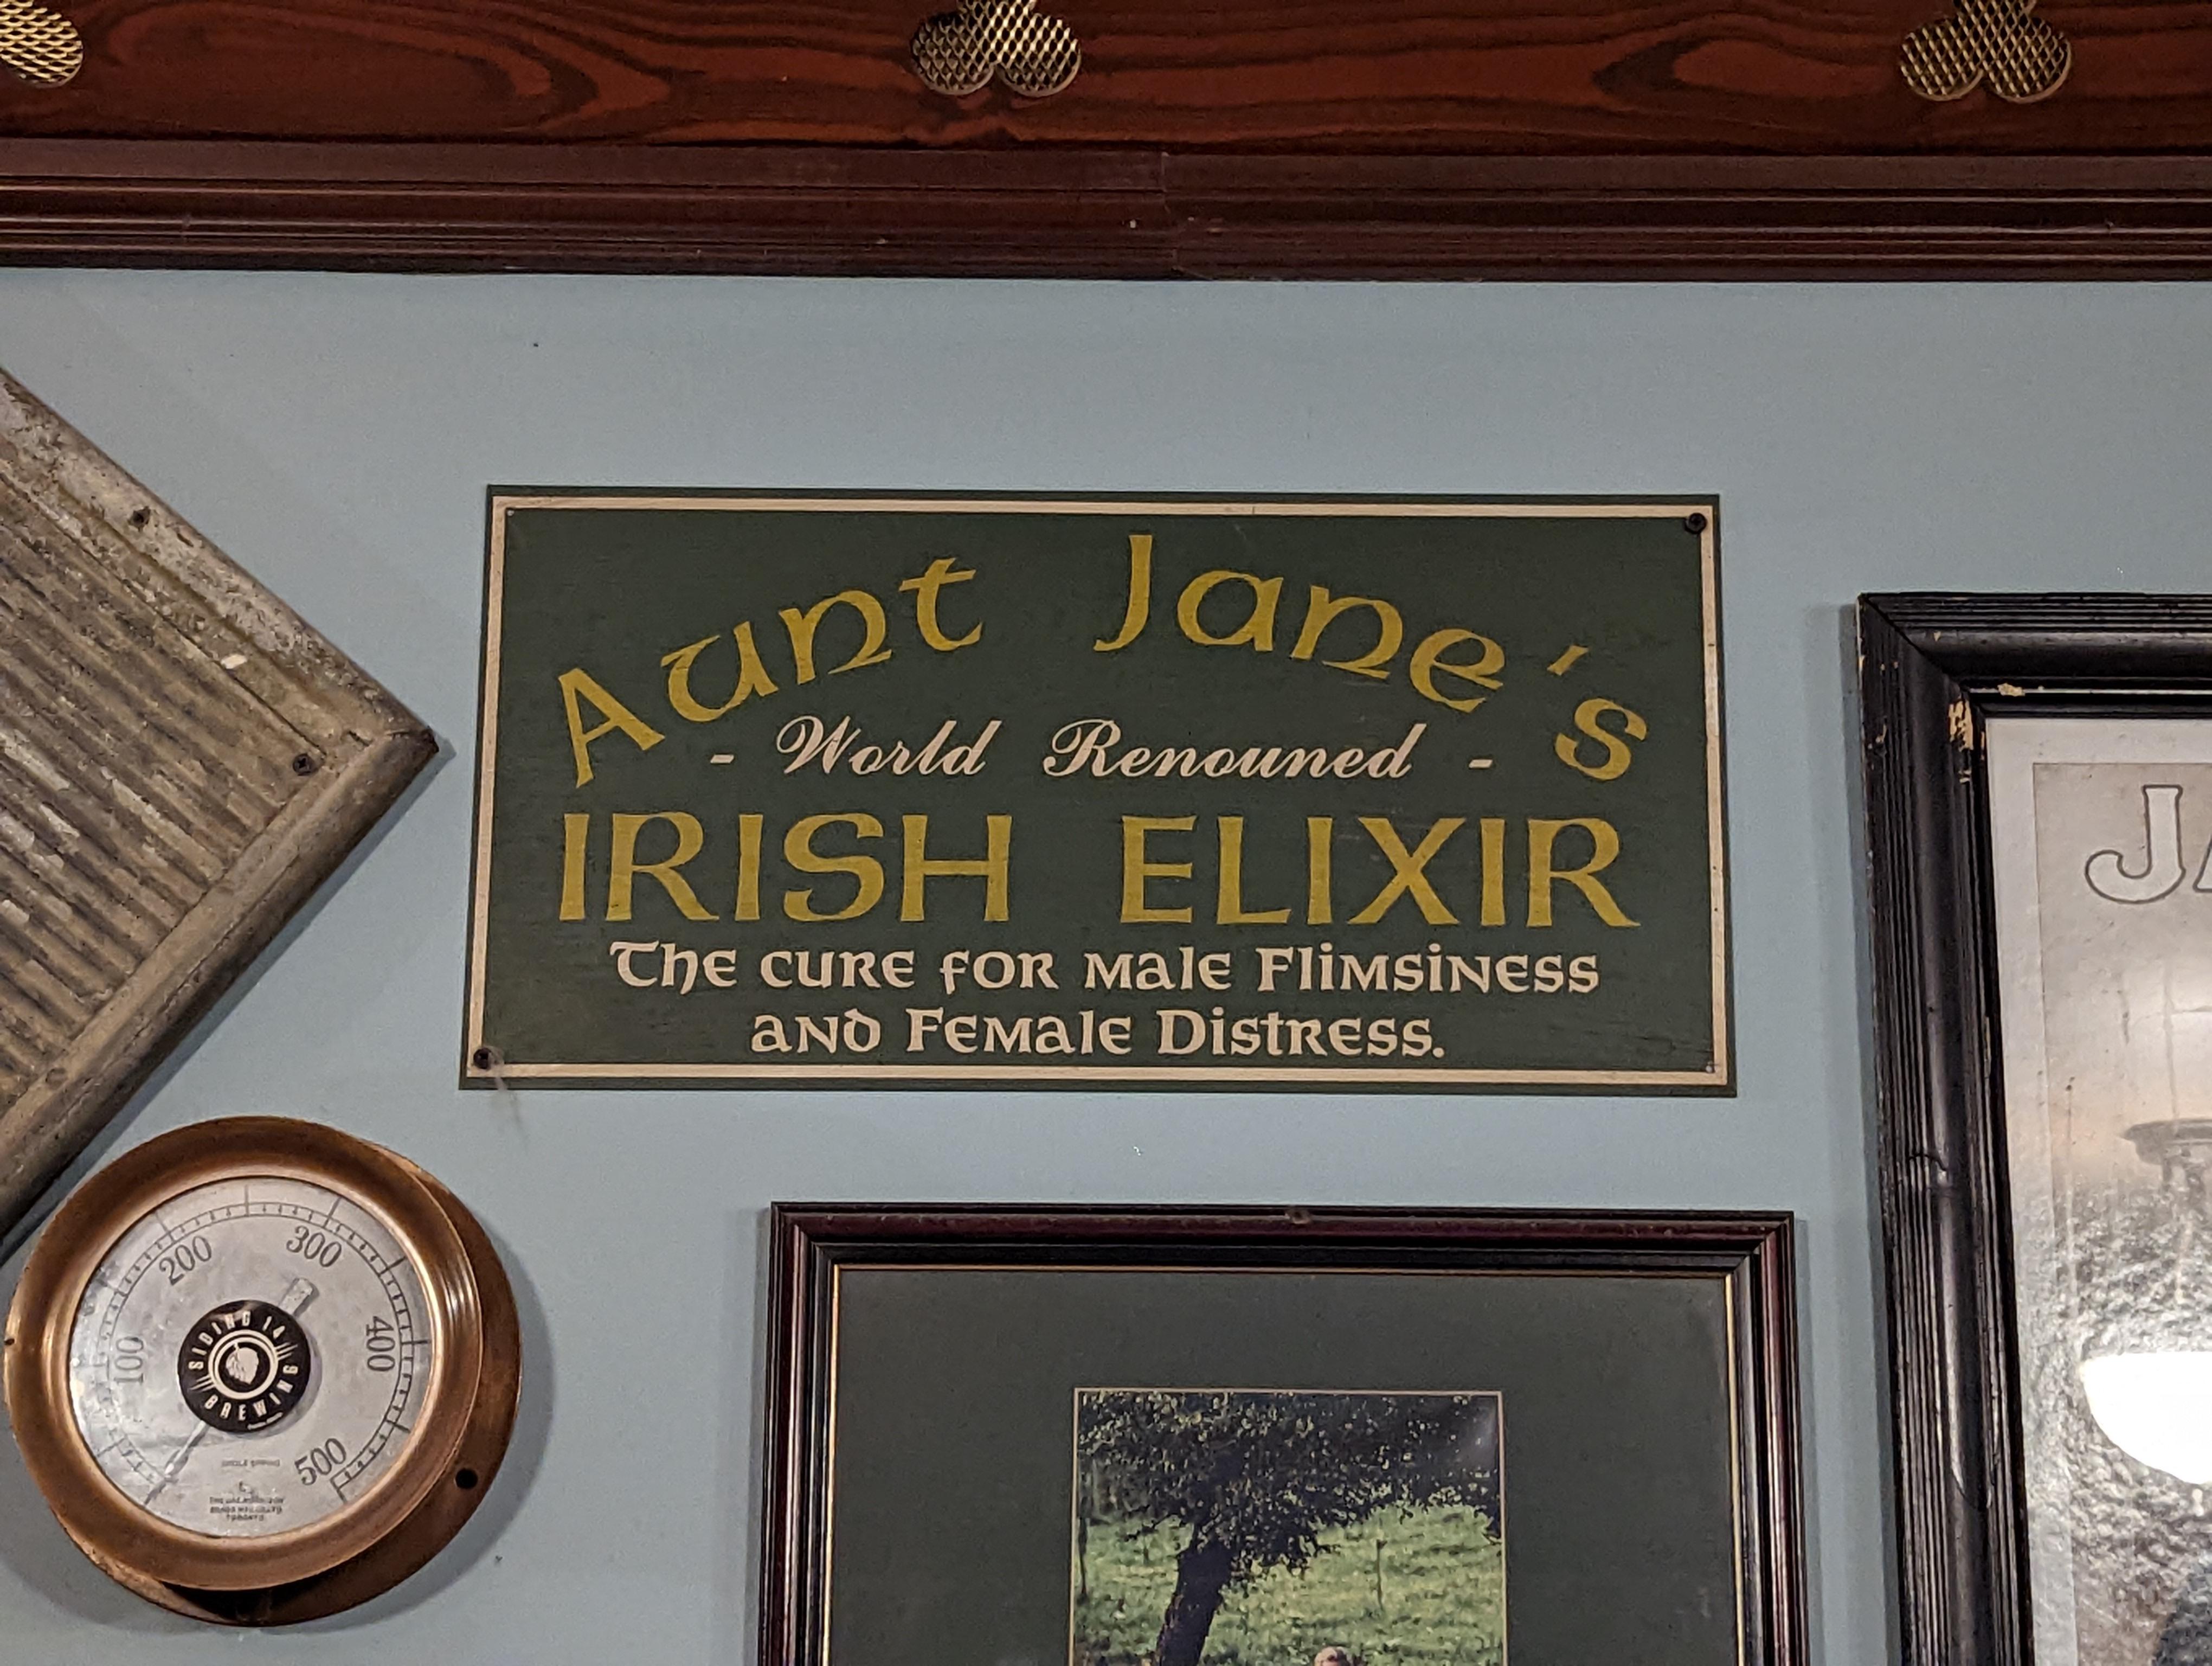 Aunt Jane's
- World Renouned -
IRISH ELIXIR
The cure for male Flimsiness
and Female Distress.
200
300
100
400
500
SIDING 14
BREWING